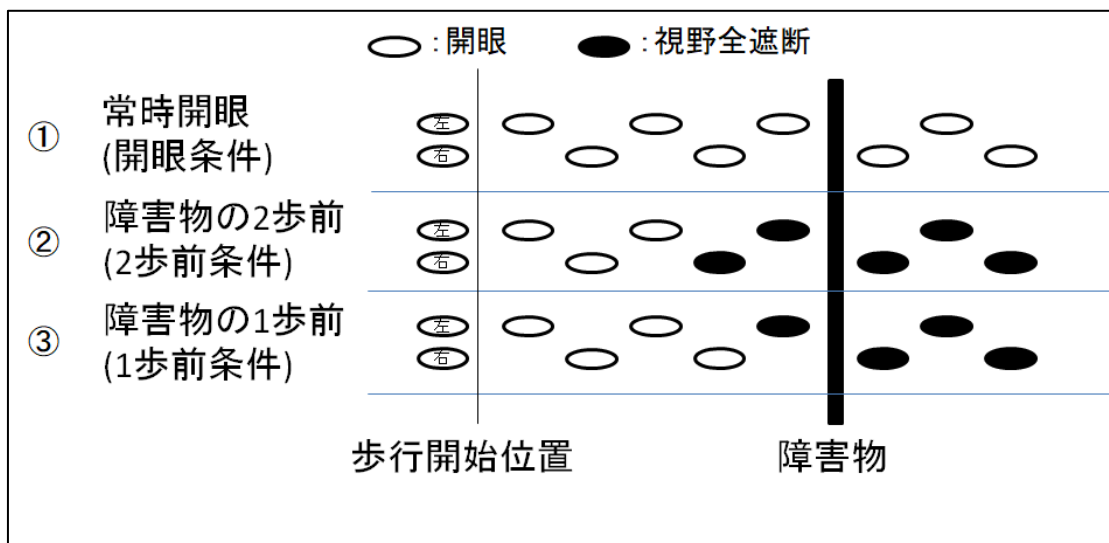 :開眼 :視野全遮断
① 常時開眼
(開眼条件)
左
右
② 障害物の2歩前
(2歩前条件)
左
右
③ 障害物の1歩前
(1歩前条件)
左
右
歩行開始位置 障害物